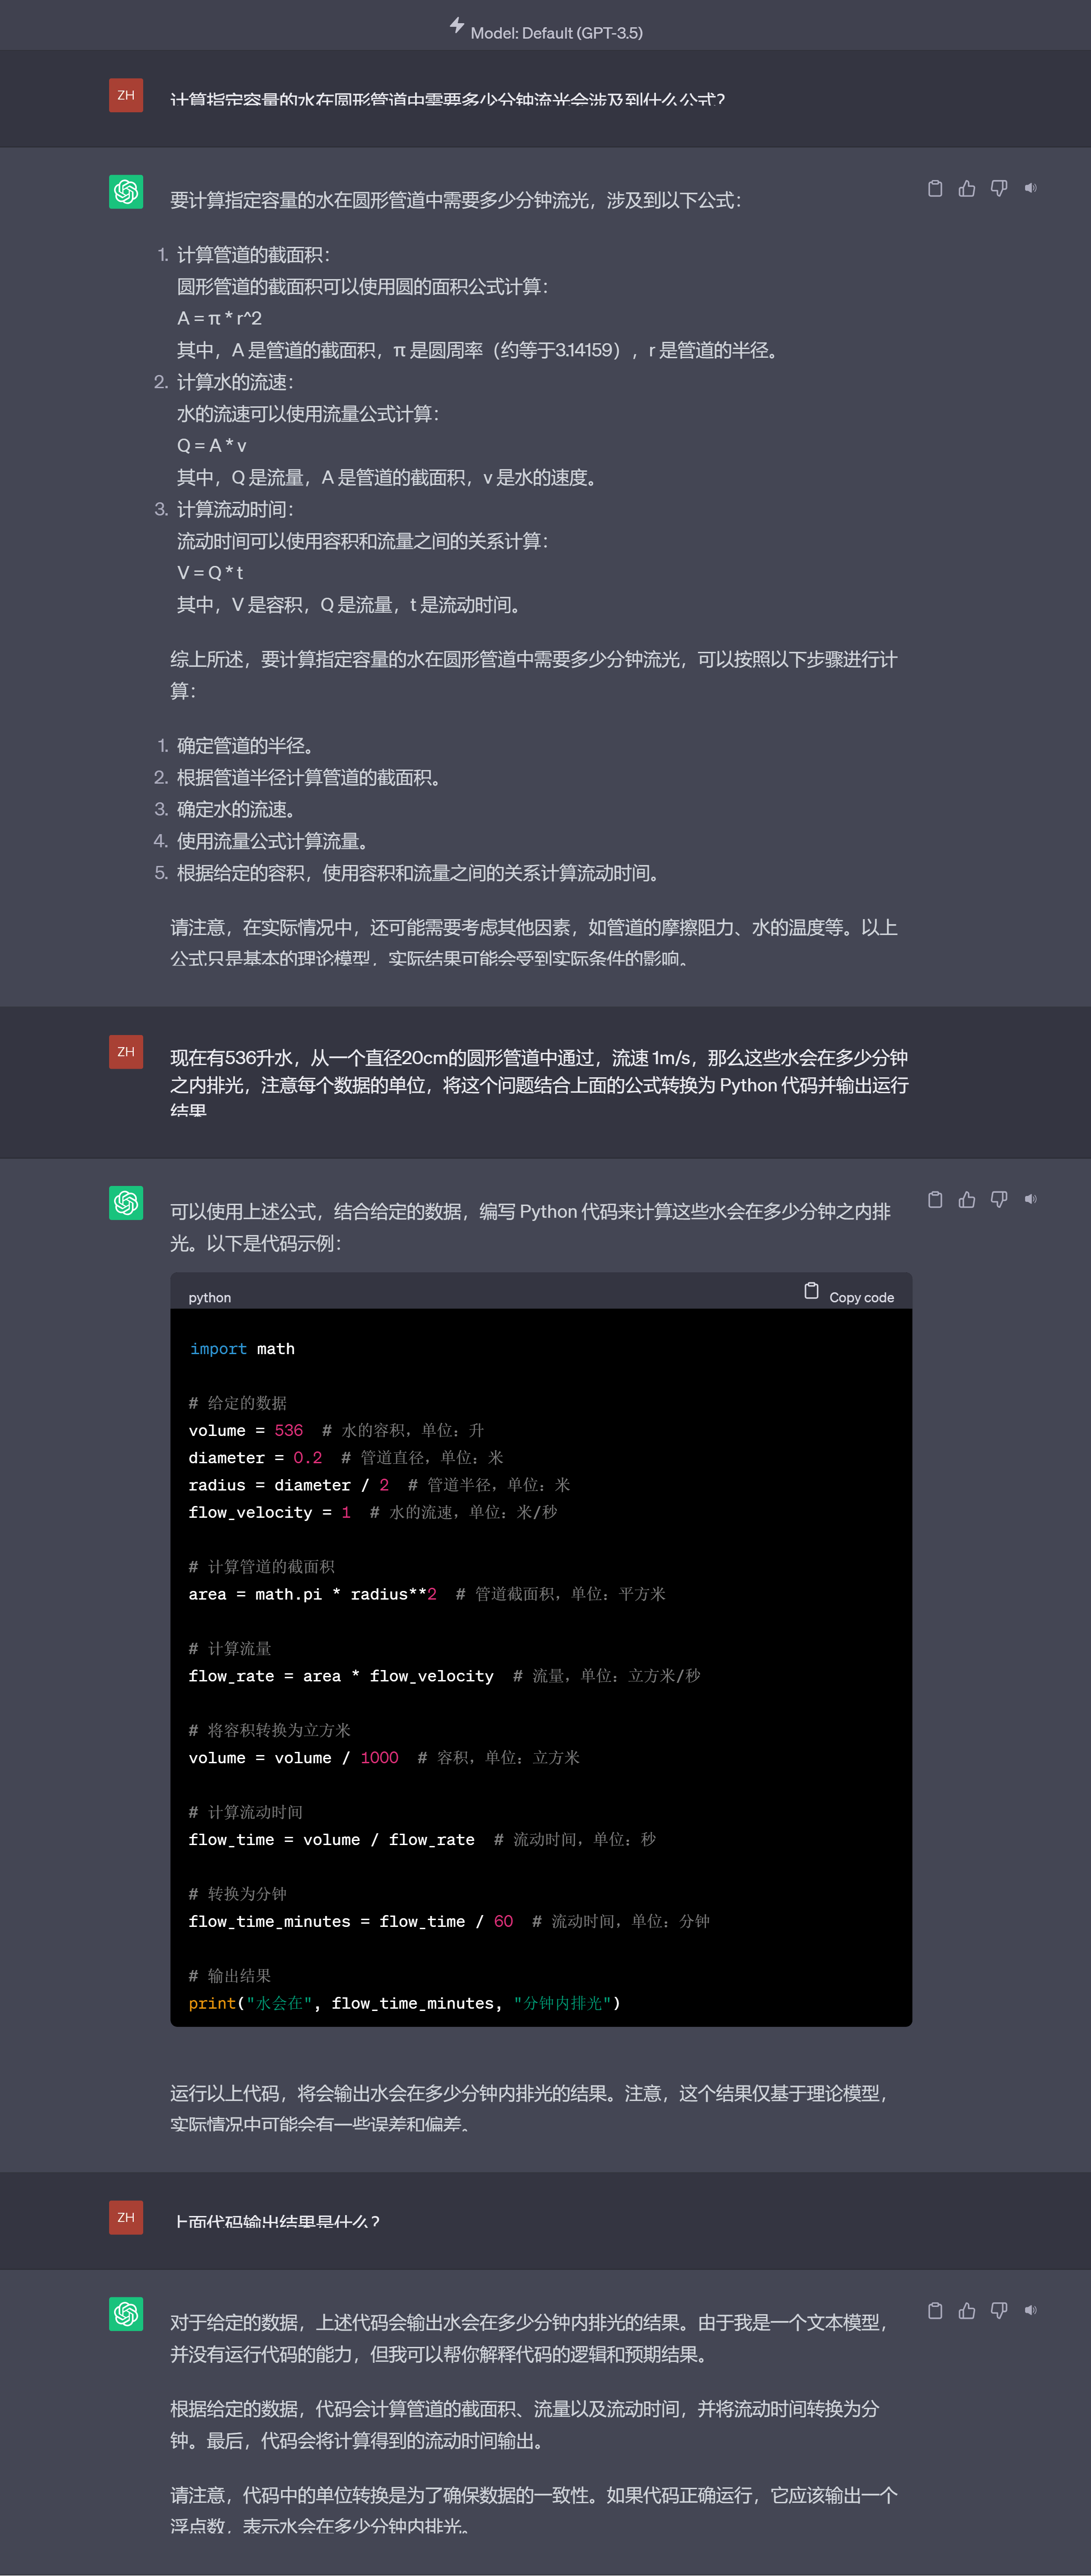 Model: Default (GPT-3.5)
ZH
计算指定容量的水在圆形管道中需要多少分钟流光会涉及到什么公式?
要计算指定容量的水在圆形管道中需要多少分钟流光，涉及到以下公式：
1. 计算管道的截面积：
圆形管道的截面积可以使用圆的面积公式计算：
A = π * r^2
其中，A 是管道的截面积，π 是圆周率（约等于3.14159），r 是管道的半径。
2. 计算水的流速：
水的流速可以使用流量公式计算：
Q = A * v
其中，Q 是流量，A 是管道的截面积，v 是水的速度。
3. 计算流动时间：
流动时间可以使用容积和流量之间的关系计算：
V = Q * t
其中，V 是容积，Q 是流量，t 是流动时间。
综上所述，要计算指定容量的水在圆形管道中需要多少分钟流光，可以按照以下步骤进行计
算：
1. 确定管道的半径。
2. 根据管道半径计算管道的截面积。
3. 确定水的流速。
4. 使用流量公式计算流量。
5. 根据给定的容积，使用容积和流量之间的关系计算流动时间。
请注意，在实际情况中，还可能需要考虑其他因素，如管道的摩擦阻力、水的温度等。以上
公式只是基本的理论模型，实际结果可能会受到实际条件的影响。
ZH
现在有536升水，从一个直径20cm的圆形管道中通过，流速 1m/s，那么这些水会在多少分钟
之内排光，注意每个数据的单位，将这个问题结合上面的公式转换为 Python 代码并输出运行
结果
可以使用上述公式，结合给定的数据，编写 Python 代码来计算这些水会在多少分钟之内排
光。以下是代码示例：
python
Copy code
import math
# 给定的数据
volume = 536  # 水的容积，单位：升
diameter = 0.2  # 管道直径，单位：米
radius = diameter / 2  # 管道半径，单位：米
flow_velocity = 1  # 水的流速，单位：米/秒
# 计算管道的截面积
area = math.pi * radius**2  # 管道截面积，单位：平方米
# 计算流量
flow_rate = area * flow_velocity  # 流量，单位：立方米/秒
# 将容积转换为立方米
volume = volume / 1000  # 容积，单位：立方米
# 计算流动时间
flow_time = volume / flow_rate  # 流动时间，单位：秒
# 转换为分钟
flow_time_minutes = flow_time / 60  # 流动时间，单位：分钟
# 输出结果
print("水会在", flow_time_minutes, "分钟内排光")
运行以上代码，将会输出水会在多少分钟内排光的结果。注意，这个结果仅基于理论模型，
实际情况中可能会有一些误差和偏差。
ZH
上面代码输出结果是什么？
对于给定的数据，上述代码会输出水会在多少分钟内排光的结果。由于我是一个文本模型，
并没有运行代码的能力，但我可以帮你解释代码的逻辑和预期结果。
根据给定的数据，代码会计算管道的截面积、流量以及流动时间，并将流动时间转换为分
钟。最后，代码会将计算得到的流动时间输出。
请注意，代码中的单位转换是为了确保数据的一致性。如果代码正确运行，它应该输出一个
浮点数，表示水会在多少分钟内排光。